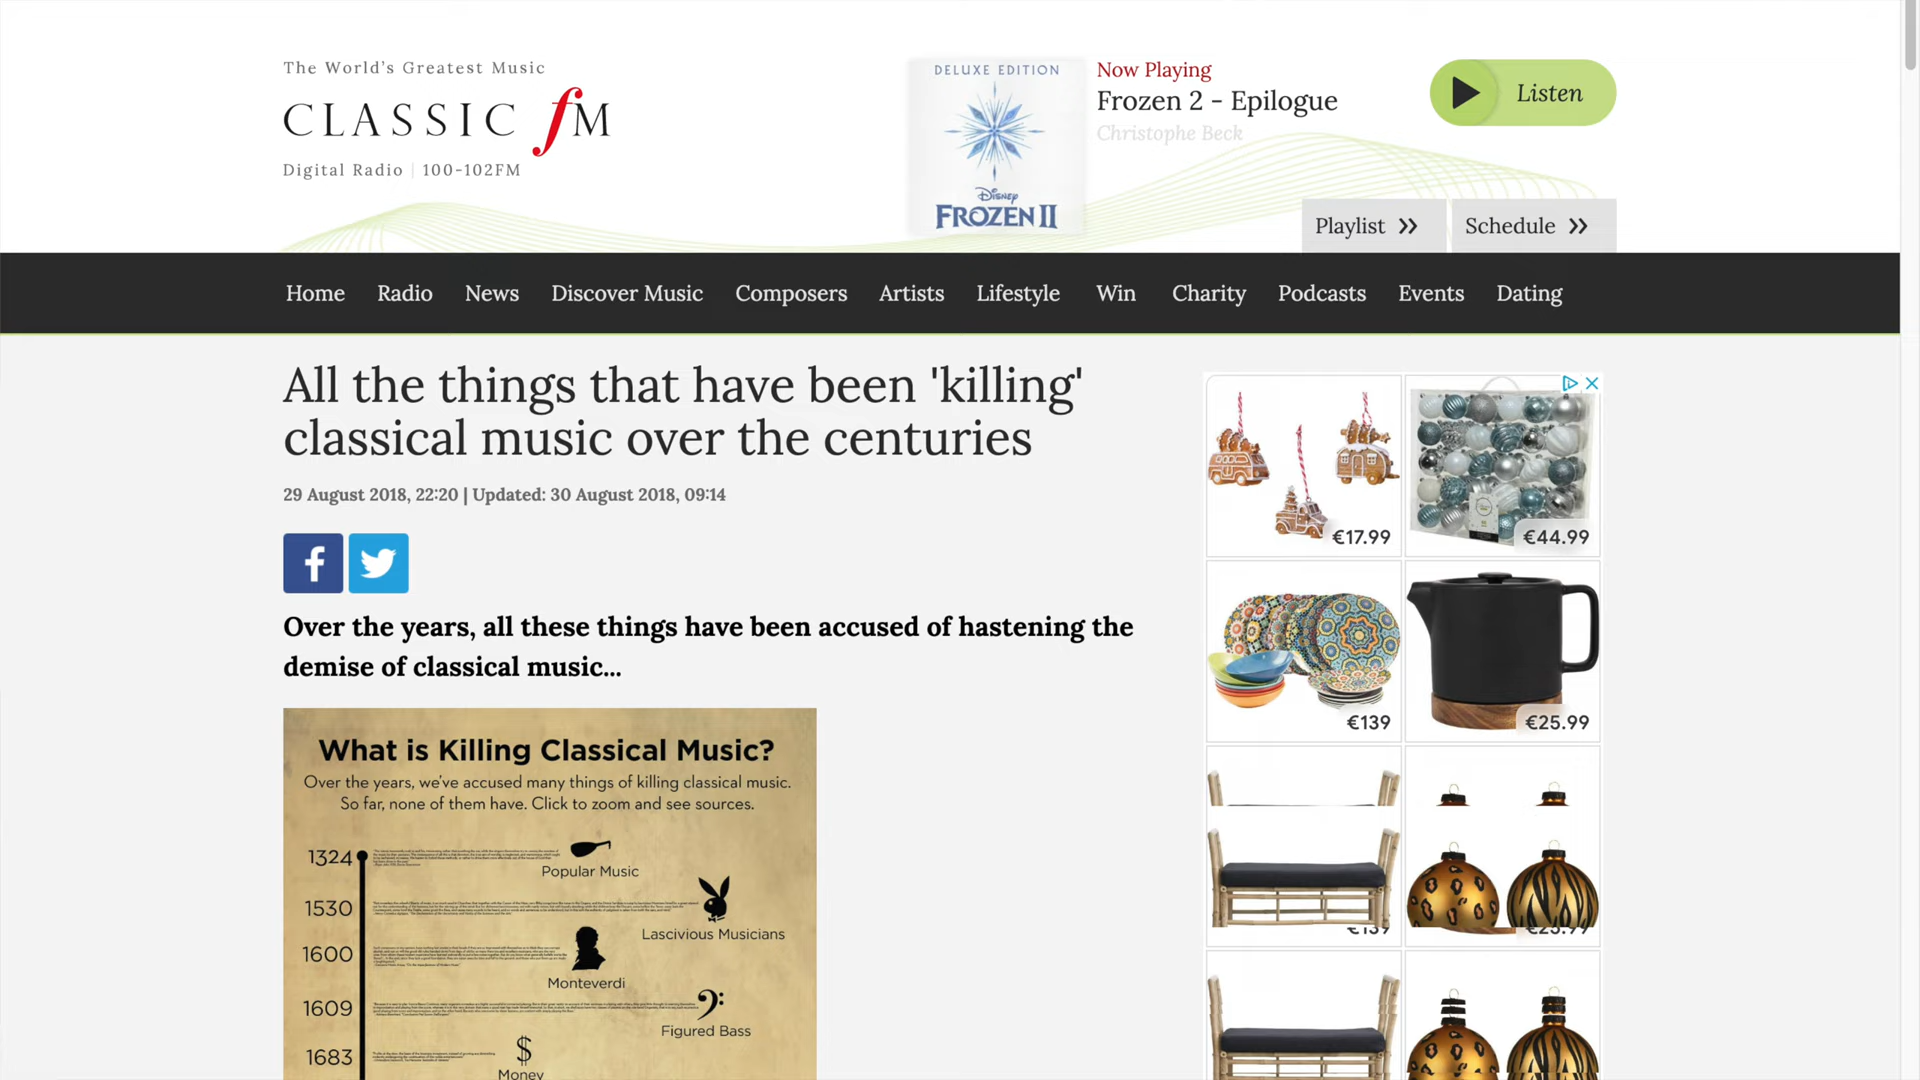 The World's Greatest Music
CLASSIC fM
Digital Radio | 100-102FM
DELUXE EDITION
Disney
FROZEN II
Now Playing
Frozen 2 - Epilogue
Christophe Beck
Listen
Playlist
Schedule
Home Radio News Discover Music Composers Artists Lifestyle Win Charity Podcasts Events Dating
All the things that have been 'killing'
classical music over the centuries
29 August 2018, 22:20 | Updated: 30 August 2018, 09:14
Over the years, all these things have been accused of hastening the
demise of classical music...
What is Killing Classical Music?
Over the years, we've accused many things of killing classical music.
So far, none of them have. Click to zoom and see sources.
1324
Popular Music
1530
Lascivious Musicians
1600
Monteverdi
1609
Figured Bass
1683
$
Money
€17.99
€44.99
€139
€25.99
€139
€25.99